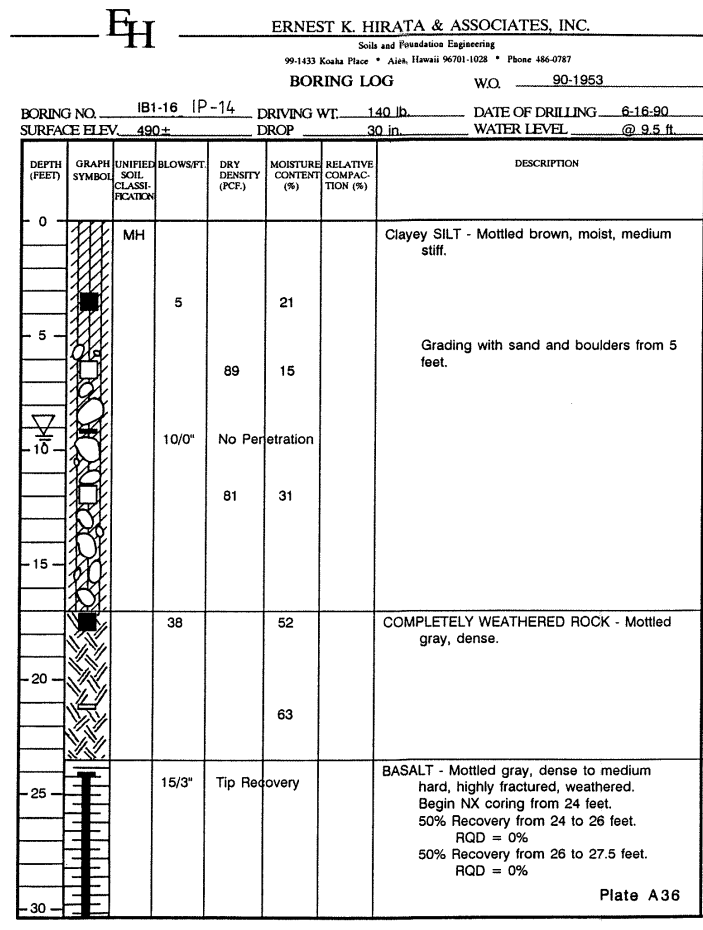 EH
ERNEST K. HIRATA & ASSOCIATES, INC.
Soils and Foundation Engineering
99-1433 Koaha Place • Aiea, Hawaii 96701-1028 • Phone 486-0787
BORING LOG W.O. 90-1953
BORING NO. IB1-16 IP-14 DRIVING WT. 140 lb. DATE OF DRILLING 6-16-90
SURFACE ELEV. 490± DROP 30 in. WATER LEVEL @ 9.5 ft.
DEPTH (FEET) GRAPH SYMBOL UNIFIED SOIL CLASSI-FICATION BLOWS/FT. DRY DENSITY (PCF.) MOISTURE CONTENT (%) RELATIVE COMPAC-TION (%) DESCRIPTION
0
MH Clayey SILT - Mottled brown, moist, medium
stiff.
5 21
5
Grading with sand and boulders from 5
feet.
89 15
10/0" No Penetration
10
81 31
15
38 52 COMPLETELY WEATHERED ROCK - Mottled
gray, dense.
20
63
BASALT - Mottled gray, dense to medium
15/3" Tip Recovery hard, highly fractured, weathered.
25 Begin NX coring from 24 feet.
50% Recovery from 24 to 26 feet.
RQD = 0%
50% Recovery from 26 to 27.5 feet.
RQD = 0%
Plate A36
30